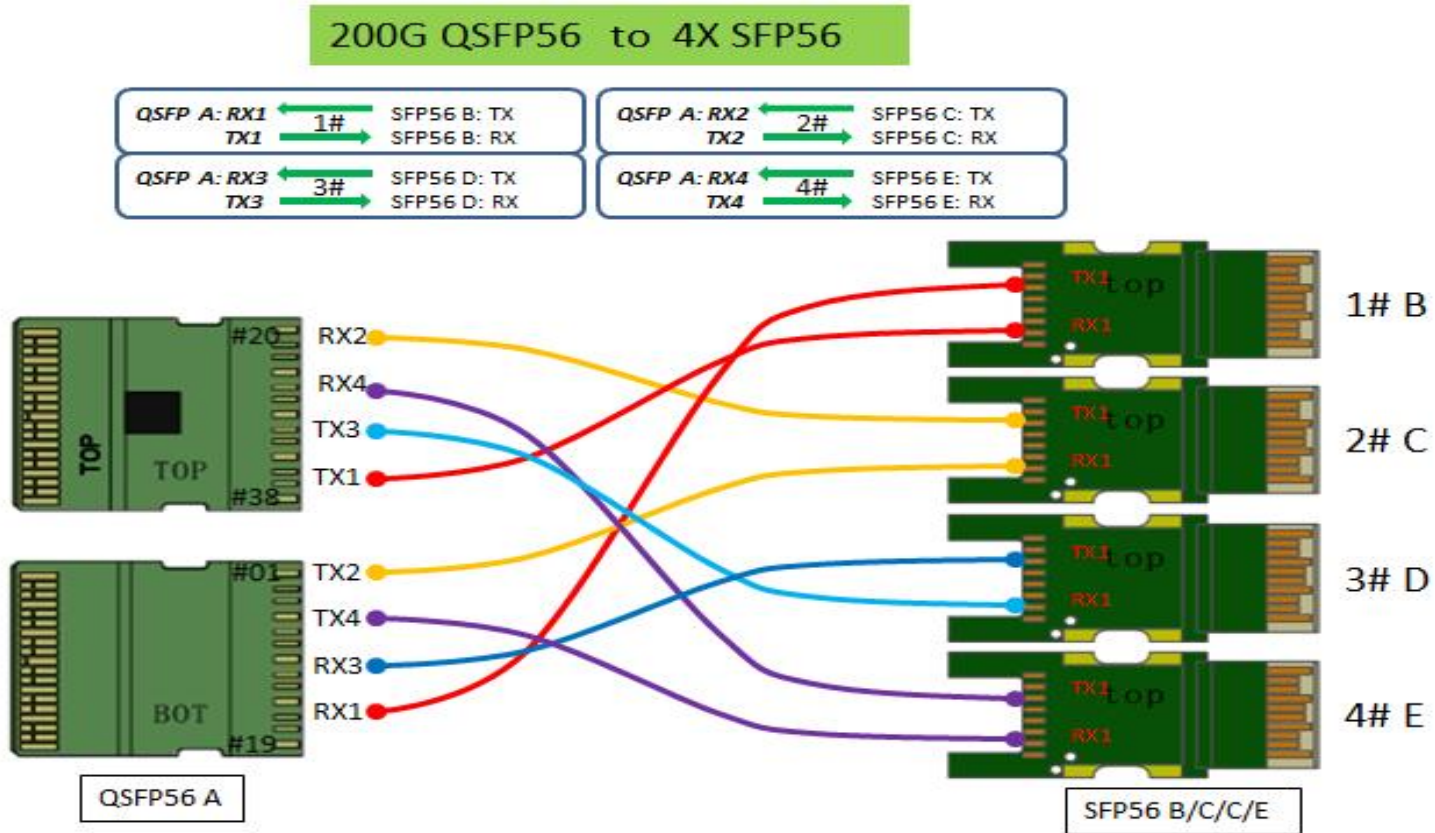 200G QSFP56 to 4X SFP56
QSFP A: RX1 1# SFP56 B: TX
TX1 SFP56 B: RX
QSFP A: RX2 2# SFP56 C: TX
TX2 SFP56 C: RX
QSFP A: RX3 3# SFP56 D: TX
TX3 SFP56 D: RX
QSFP A: RX4 4# SFP56 E: TX
TX4 SFP56 E: RX
#20
TOP
TOP
#38
RX2
RX4
TX3
TX1
#01
BOT
#19
TX2
TX4
RX3
RX1
QSFP56 A
TX1 top
RX1
1# B
TX1 top
RX1
2# C
TX1 top
RX1
3# D
TX1 top
RX1
4# E
SFP56 B/C/C/E